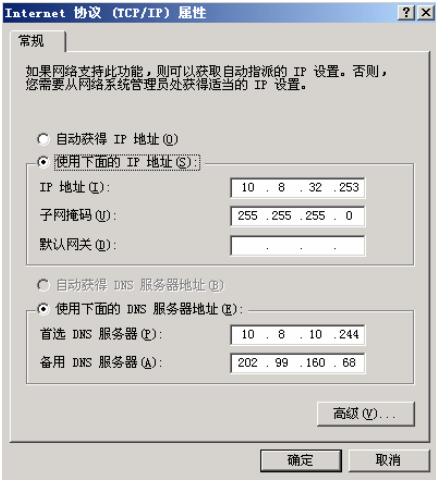 Internet 协议 (TCP/IP) 属性
常规
如果网络支持此功能,则可以获取自动指派的 IP 设置。否则,
您需要从网络系统管理员处获得适当的 IP 设置。
自动获得 IP 地址(O)
使用下面的 IP 地址(S):
IP 地址(I): 10 . 8 . 32 .253
子网掩码(U): 255 .255 .255 . 0
默认网关(D): . . .
自动获得 DNS 服务器地址(B)
使用下面的 DNS 服务器地址(E):
首选 DNS 服务器(P): 10 . 8 . 10 .244
备用 DNS 服务器(A): 202 . 99 .160 . 68
高级(V)...
确定 取消